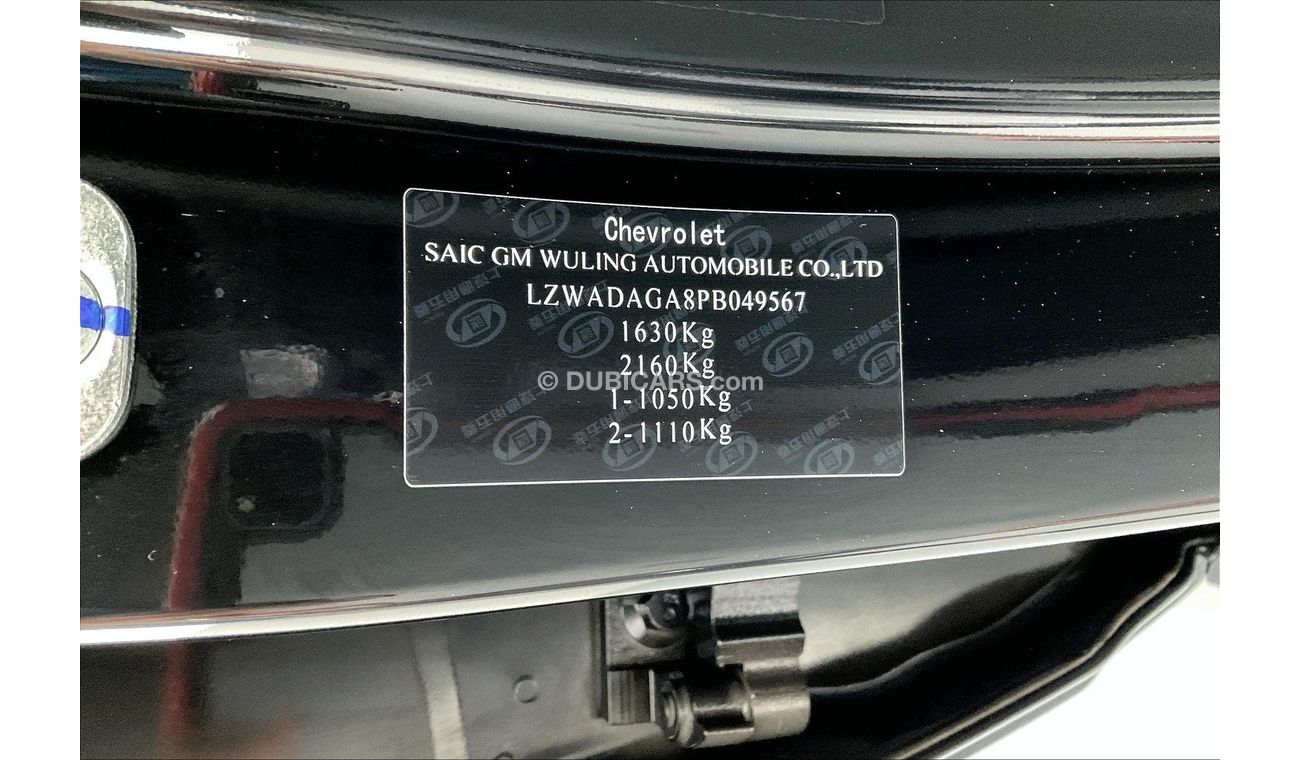 Chevrolet
SAIC GM WULING AUTOMOBILE CO.,LTD
LZWADAGA8PB049567
1630Kg
2160Kg
© DUBICARS.com
1-1050Kg
2-1110Kg